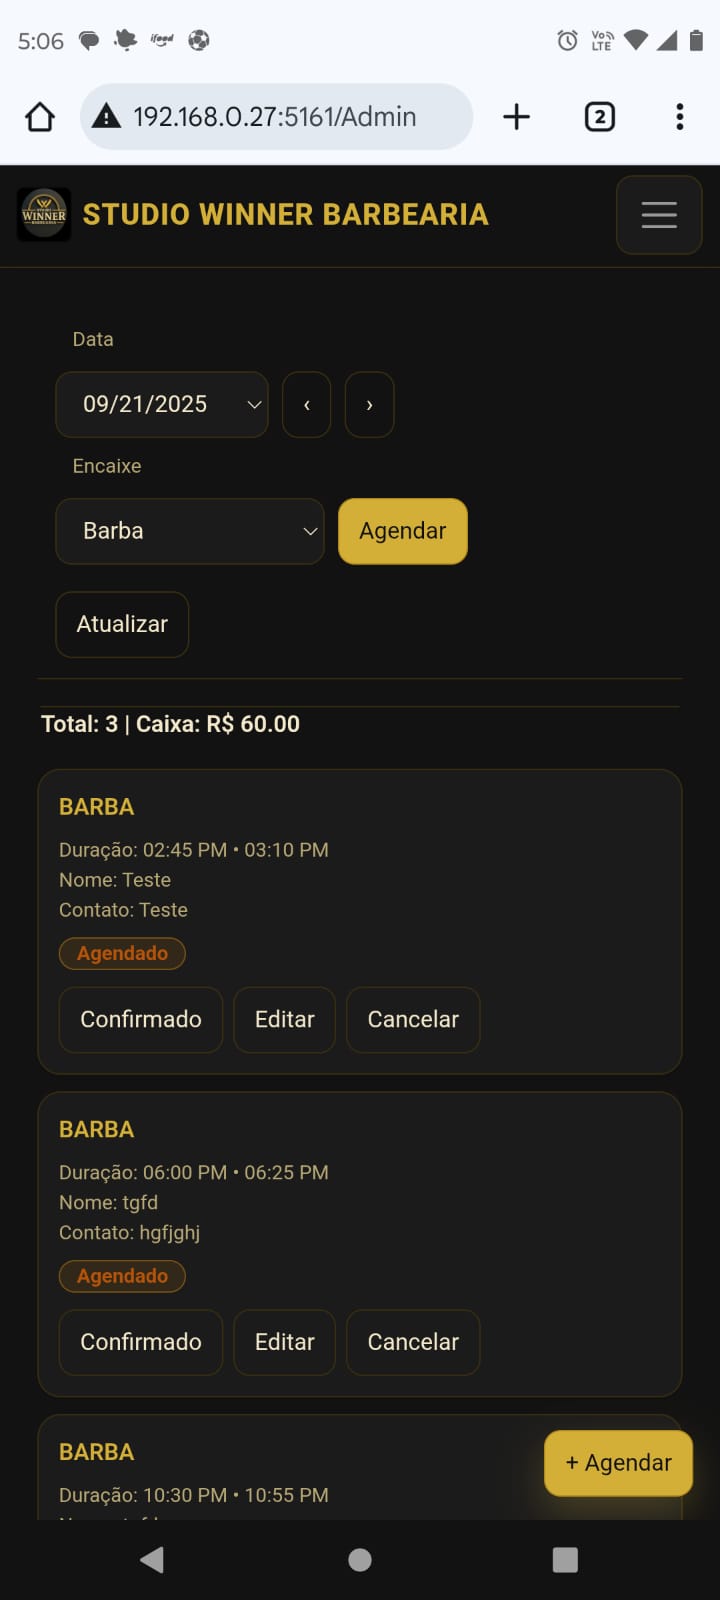 5:06
VoLTE
192.168.0.27:5161/Admin
2
WINNER
STUDIO WINNER BARBEARIA
Data
09/21/2025
‹
›
Encaixe
Barba
Agendar
Atualizar
Total: 3 | Caixa: R$ 60.00
BARBA
Duração: 02:45 PM • 03:10 PM
Nome: Teste
Contato: Teste
Agendado
Confirmado Editar Cancelar
BARBA
Duração: 06:00 PM • 06:25 PM
Nome: tgfd
Contato: hgfjghj
Agendado
Confirmado Editar Cancelar
BARBA
+ Agendar
Duração: 10:30 PM • 10:55 PM